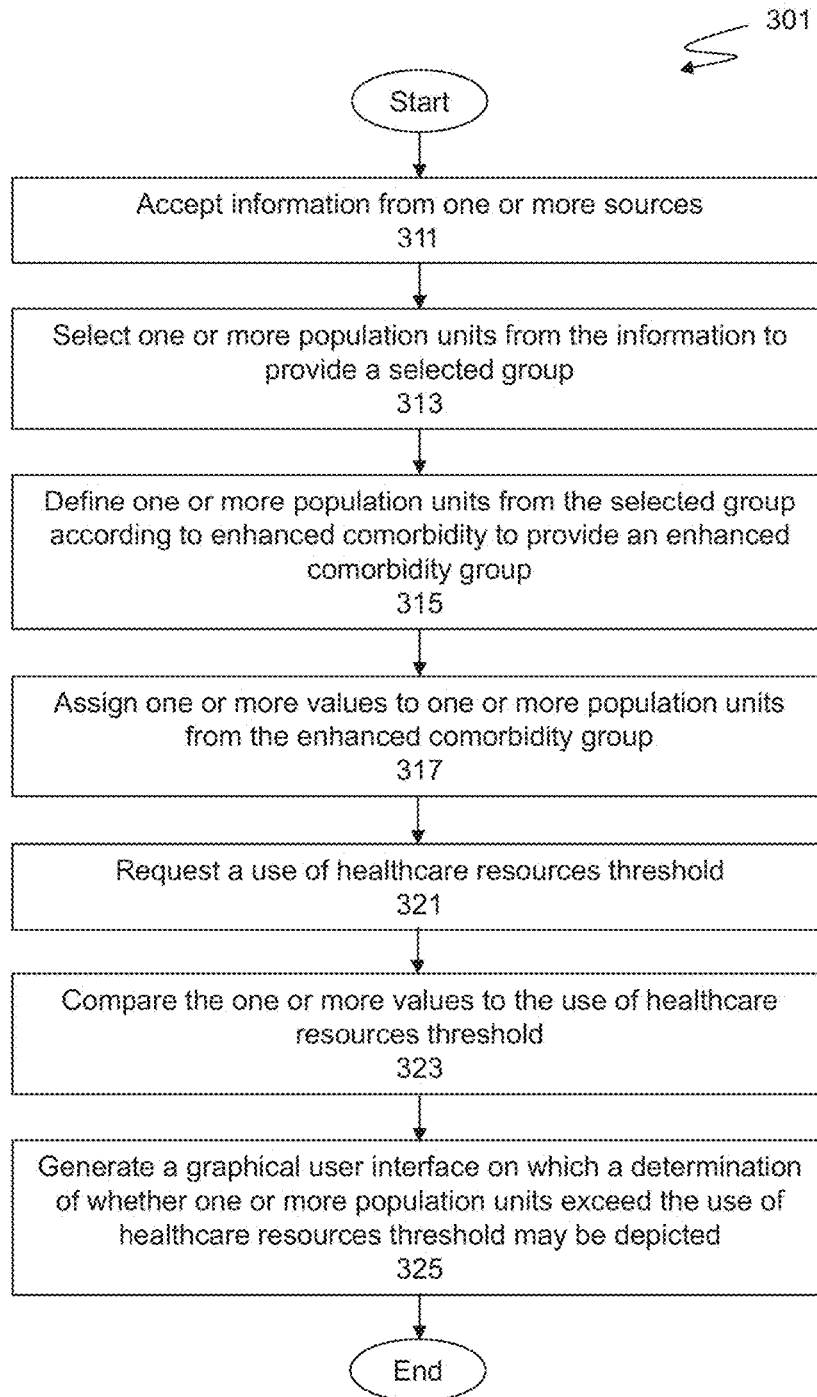 301
Start
Accept information from one or more sources
311
Select one or more population units from the information to
provide a selected group
313
Define one or more population units from the selected group
according to enhanced comorbidity to provide an enhanced
comorbidity group
315
Assign one or more values to one or more population units
from the enhanced comorbidity group
317
Request a use of healthcare resources threshold
321
Compare the one or more values to the use of healthcare
resources threshold
323
Generate a graphical user interface on which a determination
of whether one or more population units exceed the use of
healthcare resources threshold may be depicted
325
End